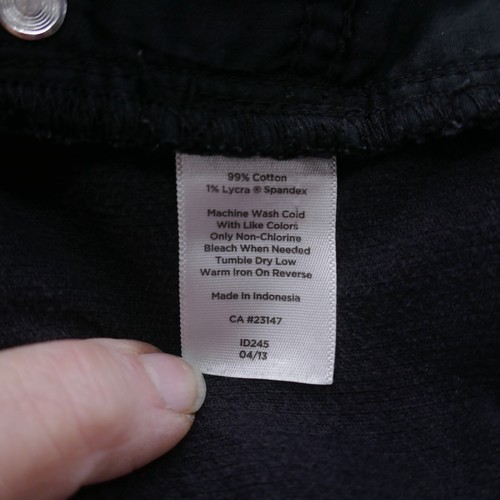 99% Cotton
1% Lycra ® Spandex
Machine Wash Cold
With Like Colors
Only Non-Chlorine
Bleach When Needed
Tumble Dry Low
Warm Iron On Reverse
Made In Indonesia
CA #23147
ID245
04/13